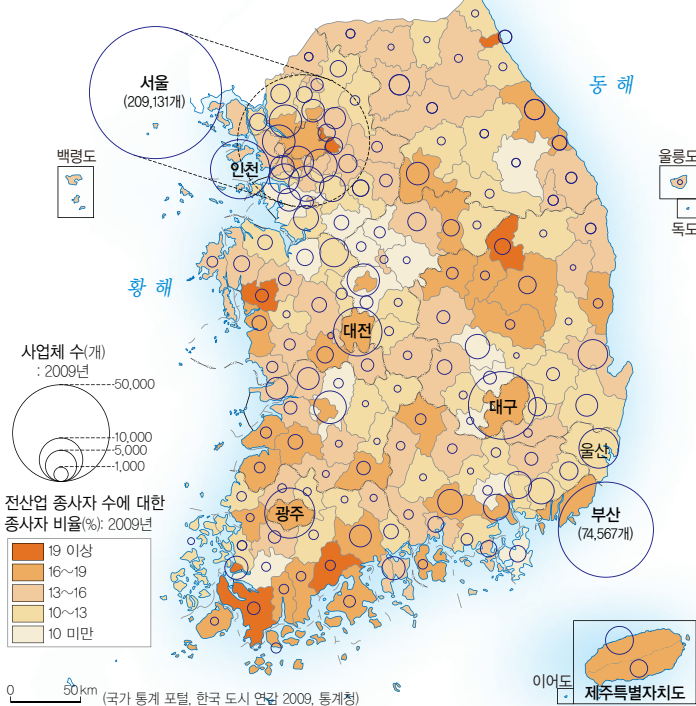 서울
(209,131개)
동 해
백령도
인천
울릉도
독도
황 해
대전
사업체 수(개)
: 2009년
50,000
10,000
5,000
1,000
대구
울산
전산업 종사자 수에 대한
종사자 비율(%): 2009년
19 이상
16~19
13~16
10~13
10 미만
광주
부산
(74,567개)
이어도
제주특별자치도
0 50km
(국가 통계 포털, 한국 도시 연감 2009, 통계청)